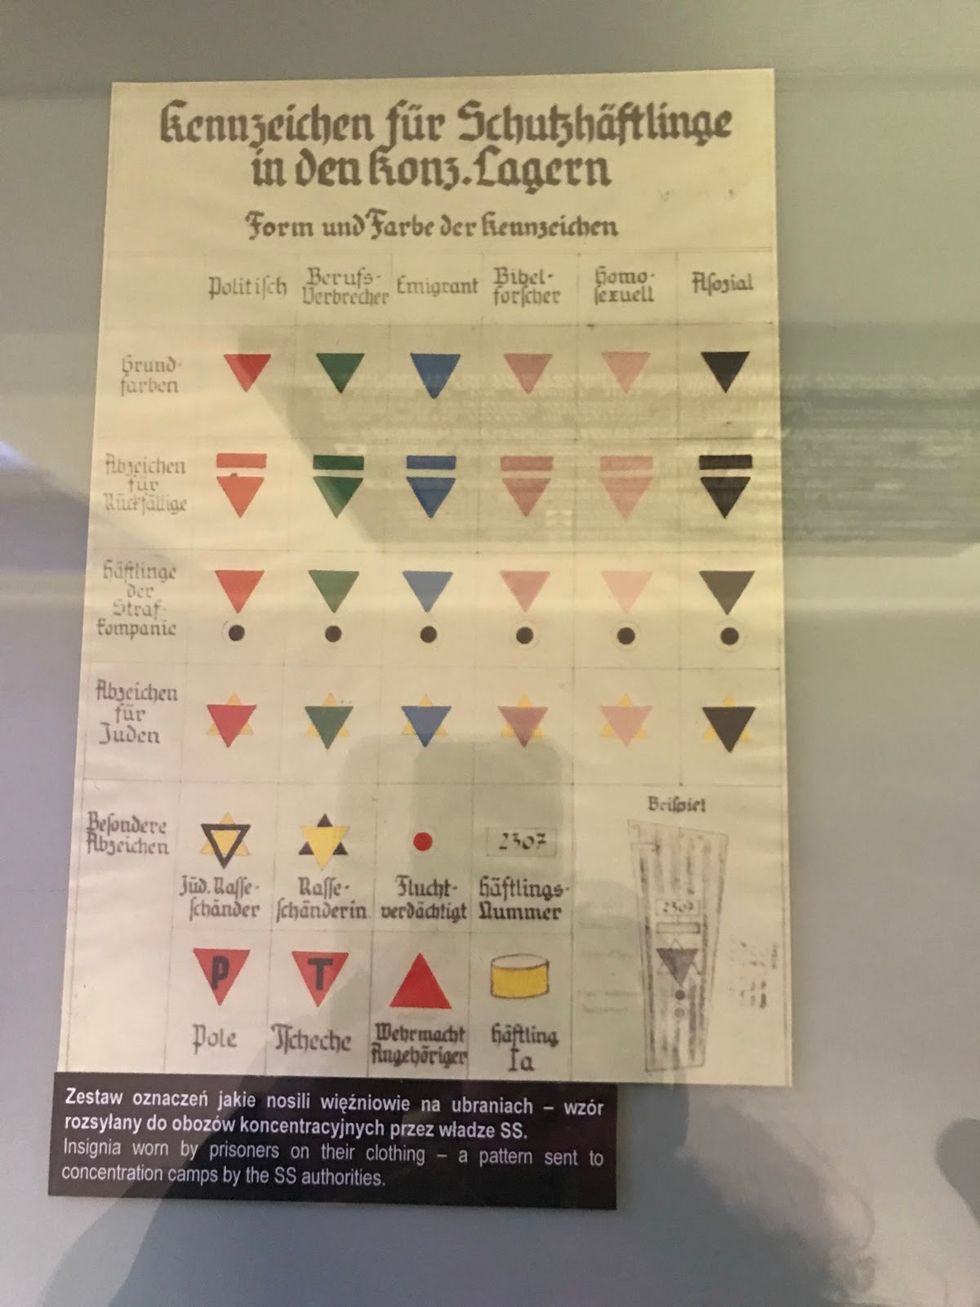 Kennzeichen für Schutzhäftlinge
in den Konz.Lagern
Form und Farbe der Kennzeichen
Politisch
Berufs-
Verbrecher
Emigrant
Bibel-
forscher
Homo-
sexuell
Asozial
Grund-
farben
Abzeichen
für
Rückfällige
Häftlinge
der
Straf-
kompanie
Abzeichen
für
Juden
Besondere
Abzeichen
Jüd. Rasse-
schänder
Rasse-
schänderin
Flucht-
verdächtigt
2307
Häftlings-
Nummer
Beispiel
2307
P
Pole
T
Tscheche
Wehrmacht
Angehöriger
Häftling
Ia
Zestaw oznaczeń jakie nosili więźniowie na ubraniach – wzór
rozsyłany do obozów koncentracyjnych przez władze SS.
Insignia worn by prisoners on their clothing – a pattern sent to
concentration camps by the SS authorities.